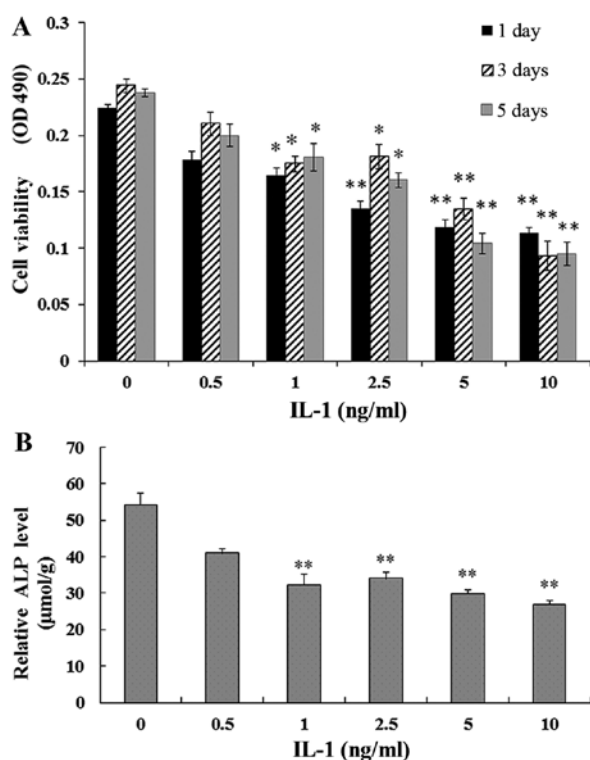 A
Cell viability (OD 490)
0.3
0.25
0.2
0.15
0.1
0.05
0
1 day
3 days
5 days
* * *
** * *
** ** **
** ** **
0 0.5 1 2.5 5 10
IL-1 (ng/ml)
B
Relative ALP level
(μmol/g)
70
60
50
40
30
20
10
0
** ** ** **
0 0.5 1 2.5 5 10
IL-1 (ng/ml)